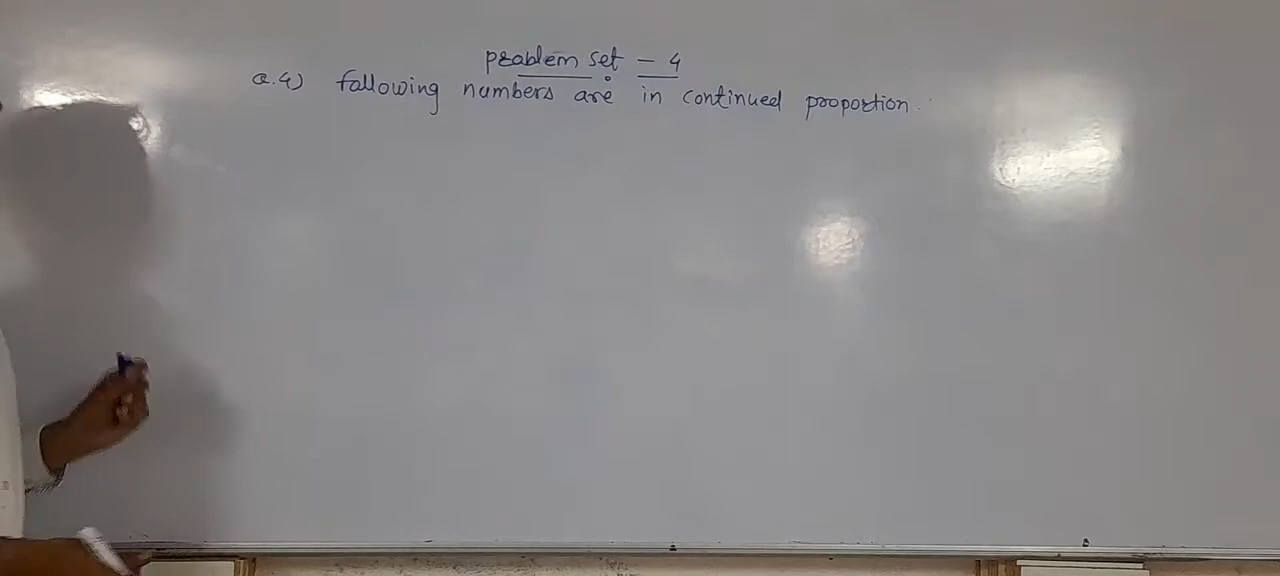 problem set - 4
Q.4) Following numbers are in continued proportion.